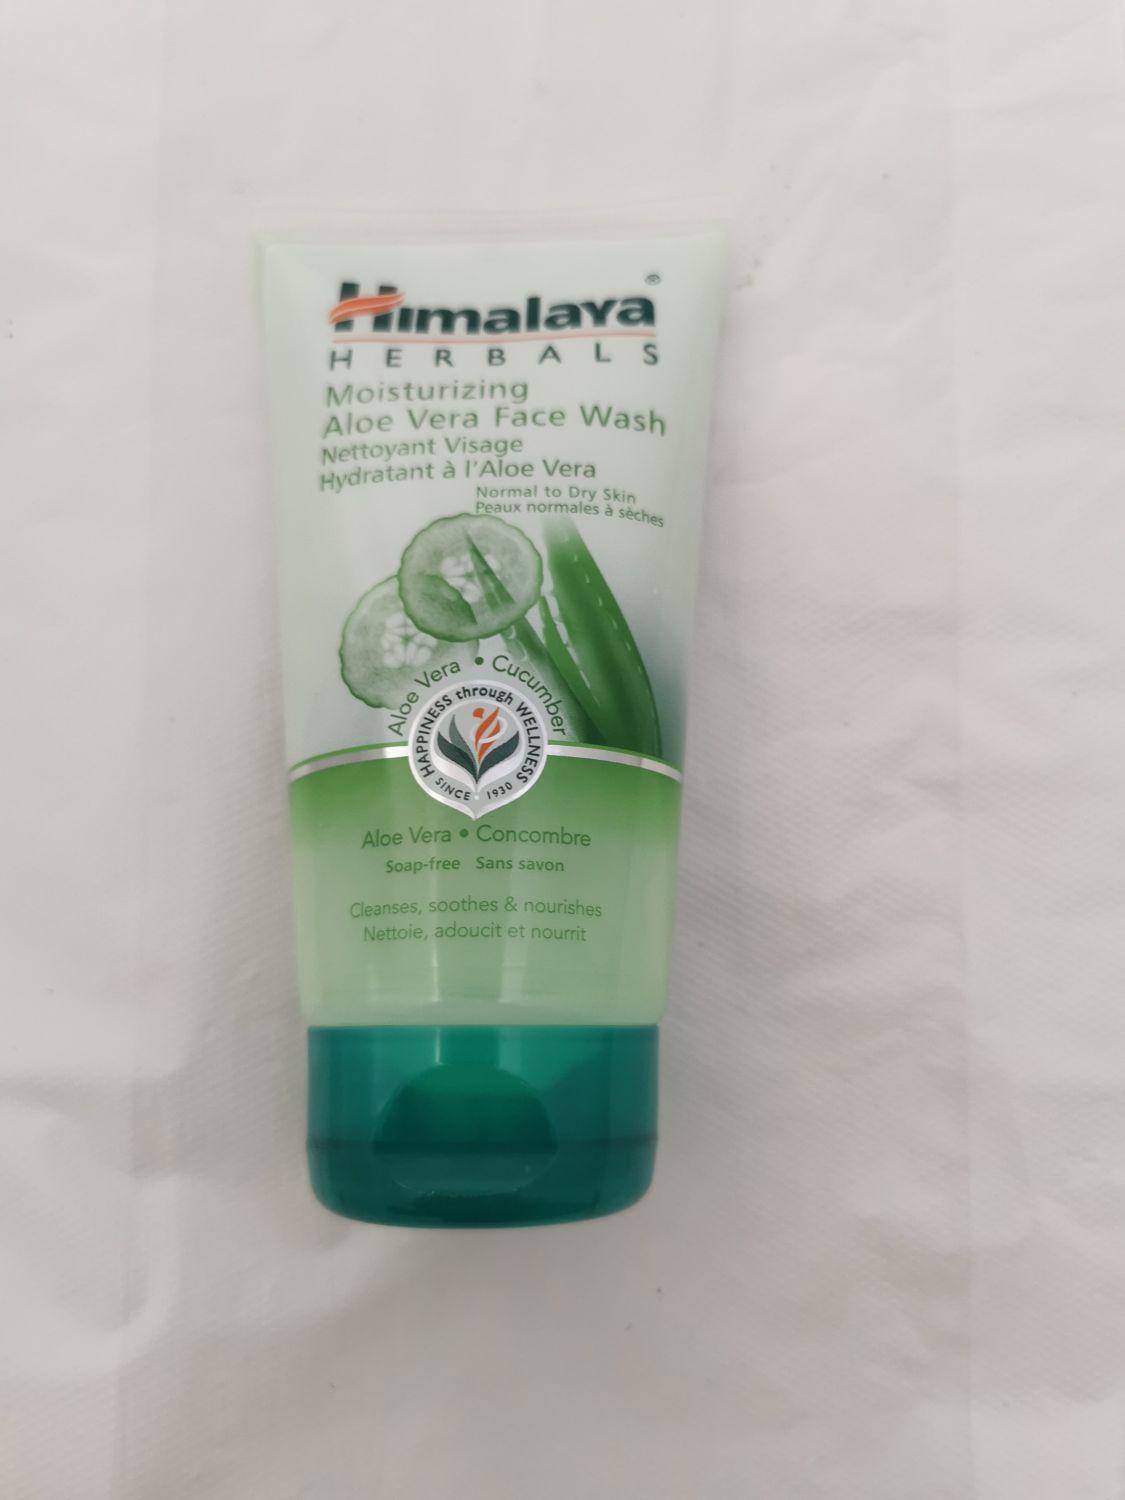 Himalaya®
HERBALS
Moisturizing
Aloe Vera Face Wash
Nettoyant Visage
Hydratant à l'Aloe Vera
Normal to Dry Skin
Peaux normales à sèches
Aloe Vera • Cucumber
HAPPINESS through WELLNESS
SINCE • 1930
Aloe Vera • Concombre
Soap-free Sans savon
Cleanses, soothes & nourishes
Nettoie, adoucit et nourrit